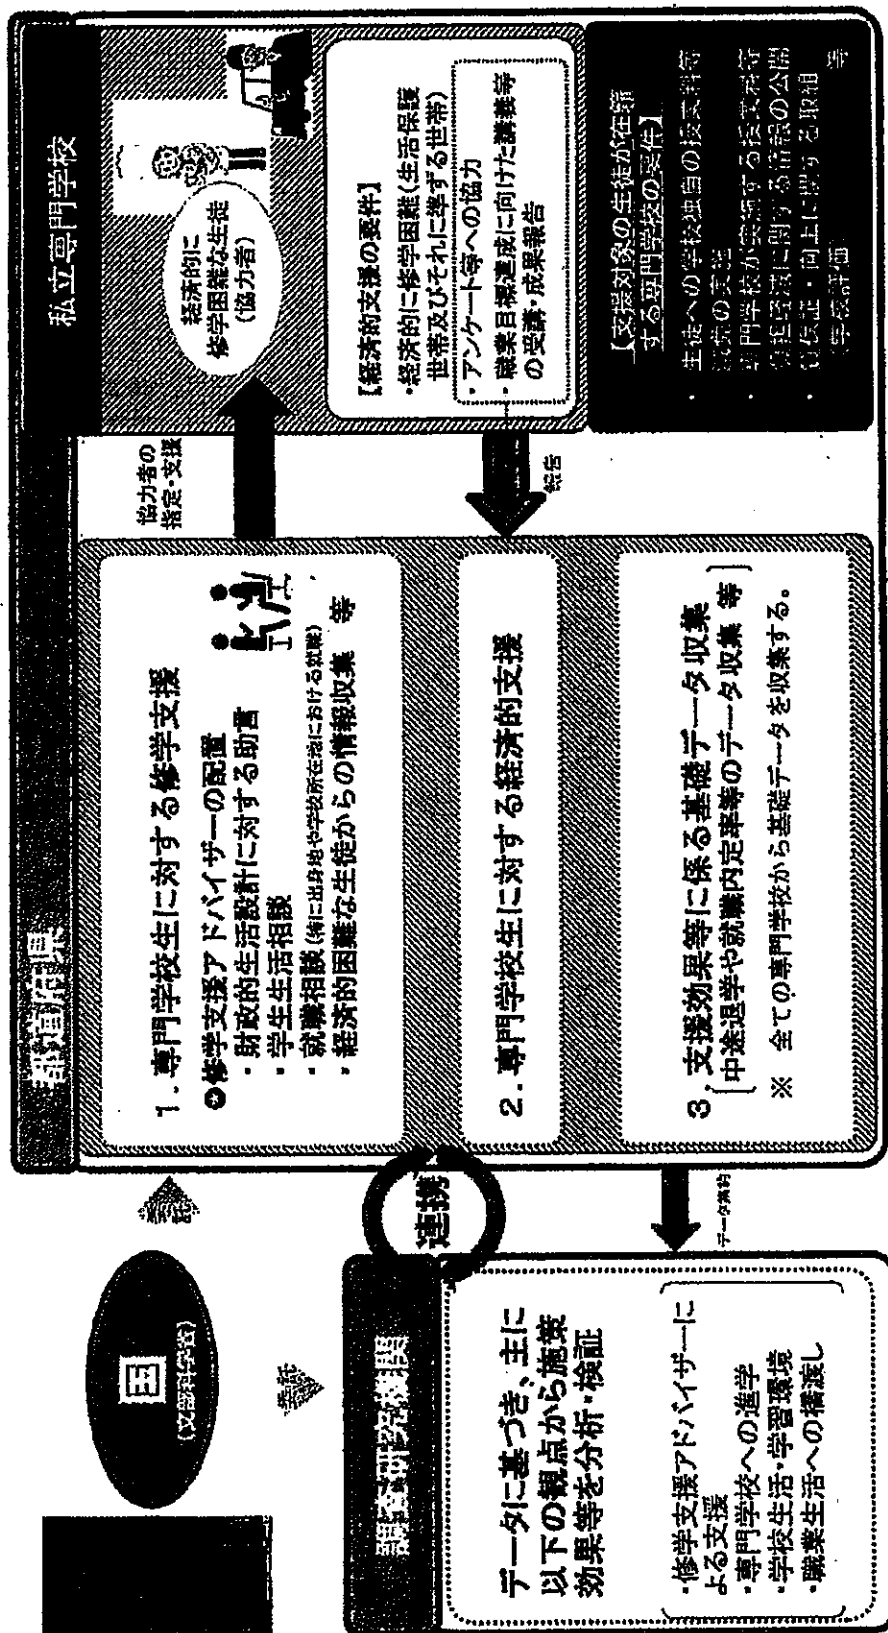 国
(文部科学省)
委託
委託
調査研究機関
データに基づき、主に
以下の観点から施策
効果等を分析・検証
・修学支援アドバイザーに
よる支援
・専門学校への進学
・学校生活・学習環境
・職業生活への橋渡し
連携
データ集約
都道府県
1.専門学校生に対する修学支援
修学支援アドバイザーの配置
・財政的生活設計に対する助言
・学生生活相談
・就職相談(特に出身地や学校所在地における就職)
・経済的困難な生徒からの情報収集 等
2.専門学校生に対する経済的支援
3.支援効果等に係る基礎データ収集
中途退学や就職内定率等のデータ収集 等
※ 全ての専門学校から基礎データを収集する。
協力者の
指定・支援
報告
私立専門学校
経済的に
修学困難な生徒
(協力者)
【経済的支援の要件】
・経済的に修学困難(生活保護
世帯及びそれに準ずる世帯)
・アンケート等への協力
・職業目標達成に向けた講義等
の受講・成果報告
【支援対象の生徒が在籍
する専門学校の要件】
・生徒への学校独自の授業料等
減免の実施
・専門学校が実施する授業料等
負担軽減に関する情報の公開
・質保証・向上に関する取組
(学校評価) 等